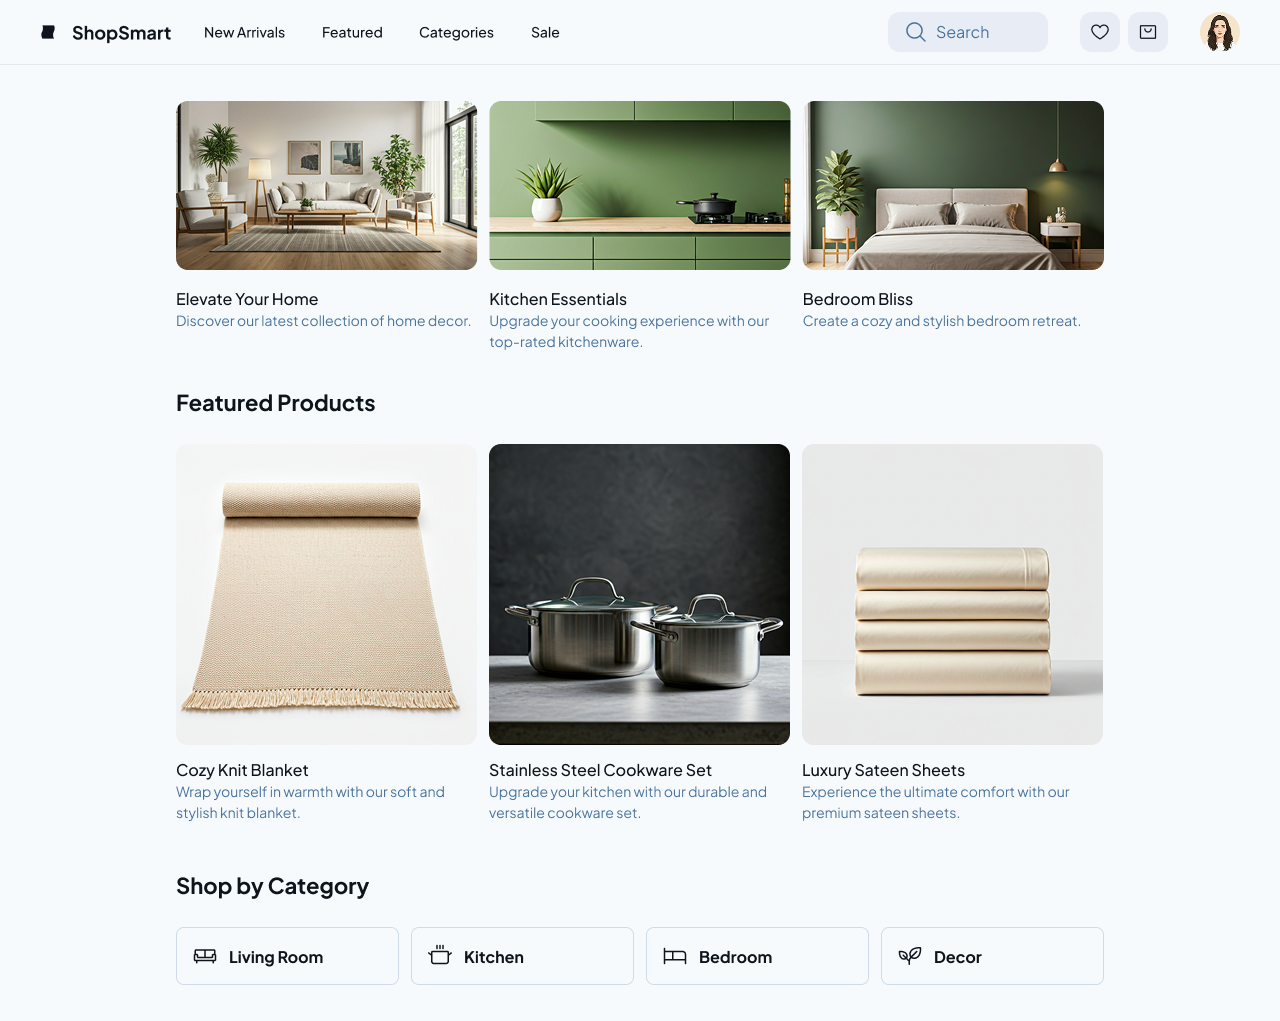 ShopSmart
New Arrivals
Featured
Categories
Sale
Search
Elevate Your Home
Discover our latest collection of home decor.
Kitchen Essentials
Upgrade your cooking experience with our
top-rated kitchenware.
Bedroom Bliss
Create a cozy and stylish bedroom retreat.
Featured Products
Cozy Knit Blanket
Wrap yourself in warmth with our soft and
stylish knit blanket.
Stainless Steel Cookware Set
Upgrade your kitchen with our durable and
versatile cookware set.
Luxury Sateen Sheets
Experience the ultimate comfort with our
premium sateen sheets.
Shop by Category
Living Room
Kitchen
Bedroom
Decor